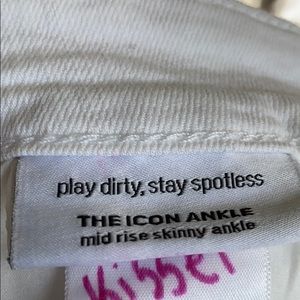 play dirty, stay spotless
THE ICON ANKLE
mid rise skinny ankle